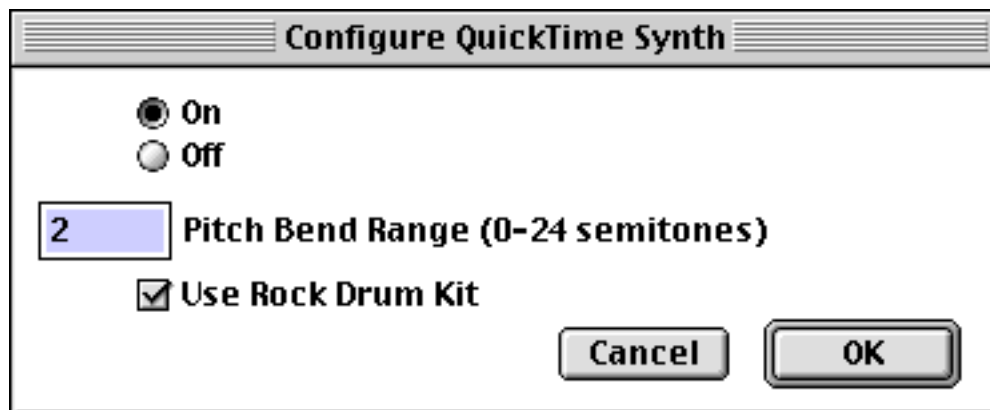 Configure QuickTime Synth
On
Off
2 Pitch Bend Range (0-24 semitones)
Use Rock Drum Kit
Cancel OK